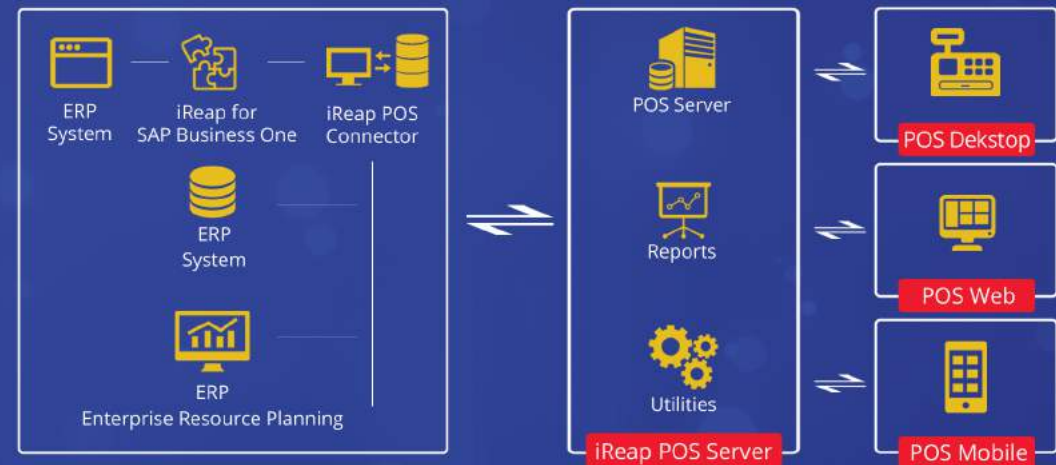 ERP
System
iReap for
SAP Business One
iReap POS
Connector
ERP
System
ERP
Enterprise Resource Planning
POS Server
Reports
Utilities
iReap POS Server
POS Dekstop
POS Web
POS Mobile